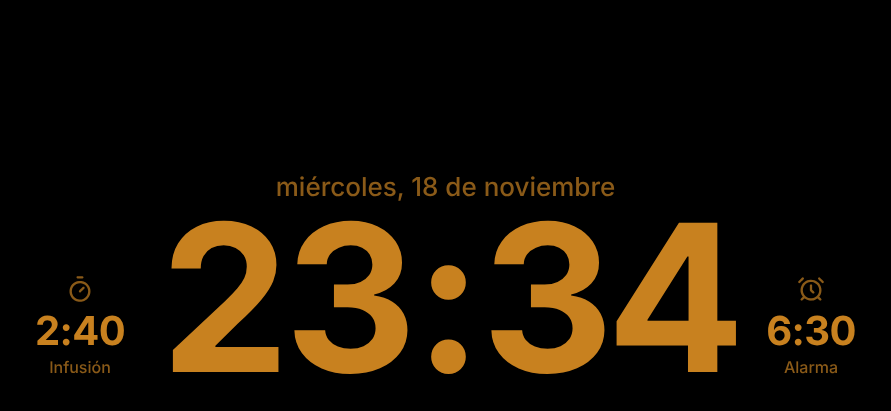 miércoles, 18 de noviembre
23:34
2:40
Infusión
6:30
Alarma